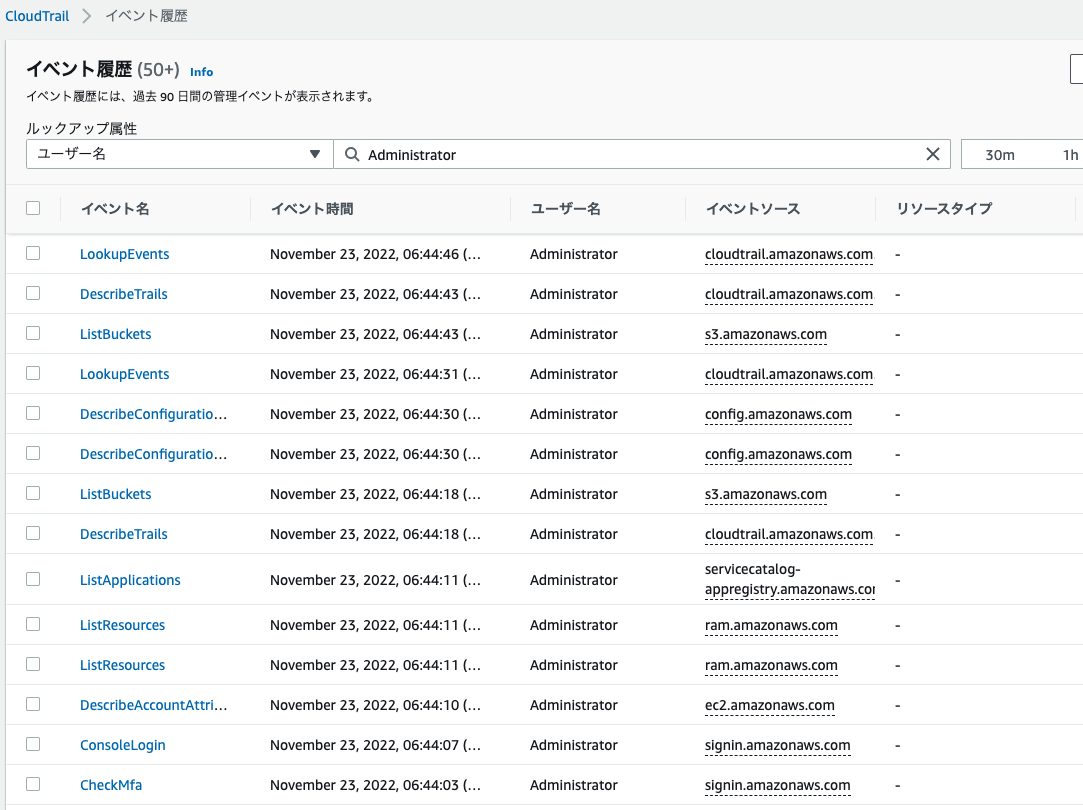 CloudTrail > イベント履歴
イベント履歴 (50+) Info
イベント履歴には、過去 90 日間の管理イベントが表示されます。
ルックアップ属性
ユーザー名 Administrator 30m 1h
イベント名 イベント時間 ユーザー名 イベントソース リソースタイプ
LookupEvents November 23, 2022, 06:44:46 (... Administrator cloudtrail.amazonaws.com -
DescribeTrails November 23, 2022, 06:44:43 (... Administrator cloudtrail.amazonaws.com -
ListBuckets November 23, 2022, 06:44:43 (... Administrator s3.amazonaws.com -
LookupEvents November 23, 2022, 06:44:31 (... Administrator cloudtrail.amazonaws.com -
DescribeConfiguratio... November 23, 2022, 06:44:30 (... Administrator config.amazonaws.com -
DescribeConfiguratio... November 23, 2022, 06:44:30 (... Administrator config.amazonaws.com -
ListBuckets November 23, 2022, 06:44:18 (... Administrator s3.amazonaws.com -
DescribeTrails November 23, 2022, 06:44:18 (... Administrator cloudtrail.amazonaws.com -
ListApplications November 23, 2022, 06:44:11 (... Administrator servicecatalog-
appregistry.amazonaws.co -
ListResources November 23, 2022, 06:44:11 (... Administrator ram.amazonaws.com -
ListResources November 23, 2022, 06:44:11 (... Administrator ram.amazonaws.com -
DescribeAccountAttri... November 23, 2022, 06:44:10 (... Administrator ec2.amazonaws.com -
ConsoleLogin November 23, 2022, 06:44:07 (... Administrator signin.amazonaws.com -
CheckMfa November 23, 2022, 06:44:03 (... Administrator signin.amazonaws.com -